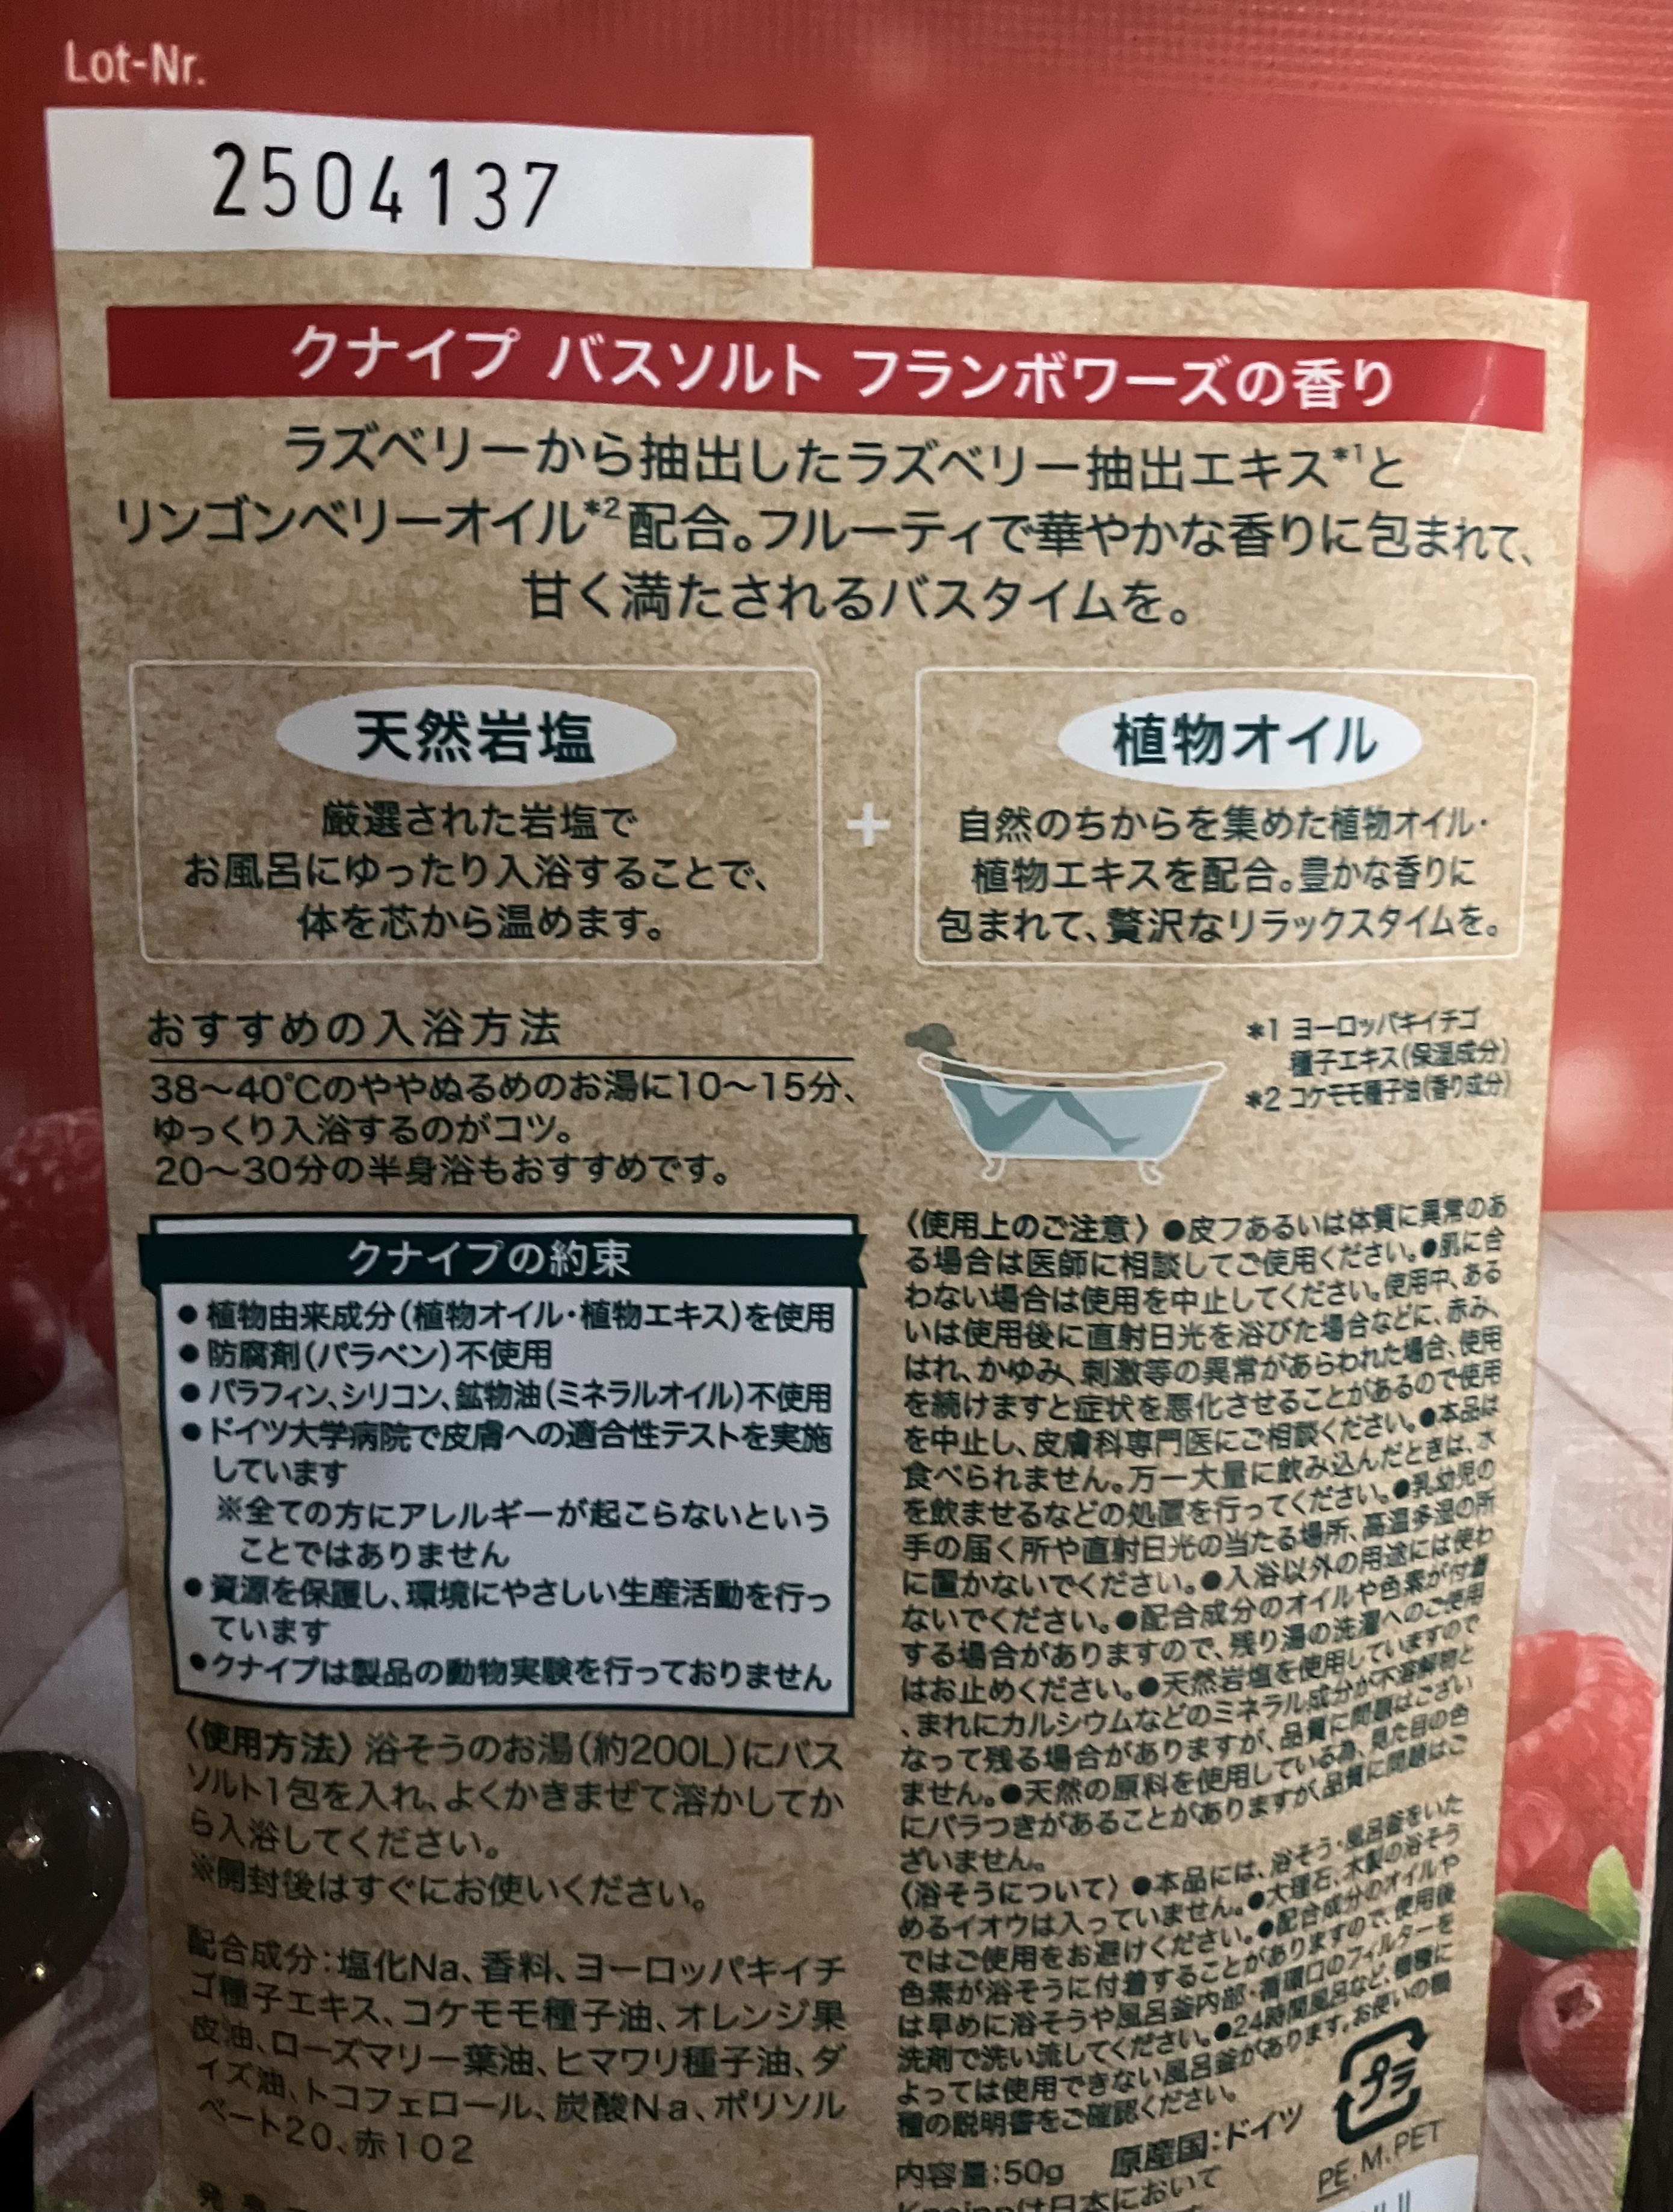 Lot-Nr.
2504137
クナイプ バスソルト フランボワーズの香り
ラズベリーから抽出したラズベリー抽出エキス*1と
リンゴンベリーオイル*2配合。フルーティで華やかな香りに包まれて、
甘く満たされるバスタイムを。
天然岩塩
厳選された岩塩で
お風呂にゆったり入浴することで、
体を芯から温めます。
+
植物オイル
自然のちからを集めた植物オイル・
植物エキスを配合。豊かな香りに
包まれて、贅沢なリラックスタイムを。
おすすめの入浴方法
38〜40℃のややぬるめのお湯に10〜15分、
ゆっくり入浴するのがコツ。
20〜30分の半身浴もおすすめです。
*1 ヨーロッパキイチゴ
種子エキス(保湿成分)
*2 コケモモ種子油(香り成分)
クナイプの約束
●植物由来成分(植物オイル・植物エキス)を使用
●防腐剤(パラベン)不使用
●パラフィン、シリコン、鉱物油(ミネラルオイル)不使用
●ドイツ大学病院で皮膚への適合性テストを実施
しています
※全ての方にアレルギーが起こらないという
ことではありません
●資源を保護し、環境にやさしい生産活動を行っ
ています
●クナイプは製品の動物実験を行っておりません
〈使用方法〉浴そうのお湯(約200L)にバス
ソルト1包を入れ、よくかきまぜて溶かしてか
ら入浴してください。
※開封後はすぐにお使いください。
配合成分:塩化Na、香料、ヨーロッパキイチ
ゴ種子エキス、コケモモ種子油、オレンジ果
皮油、ローズマリー葉油、ヒマワリ種子油、ダ
イズ油、トコフェロール、炭酸Na、ポリソル
ベート20、赤102
〈使用上のご注意〉●皮フあるいは体質に異常のあ
る場合は医師に相談してご使用ください。●肌に合
わない場合は使用を中止してください。使用中、ある
いは使用後に直射日光を浴びた場合などに、赤み、
はれ、かゆみ、刺激等の異常があらわれた場合、使用
を続けますと症状を悪化させることがあるので使用
を中止し、皮膚科専門医にご相談ください。●本品は
食べられません。万一大量に飲み込んだときは、水
を飲ませるなどの処置を行ってください。●乳幼児の
手の届く所や直射日光の当たる場所、高温多湿の所
に置かないでください。●入浴以外の用途には使わ
ないでください。●配合成分のオイルや色素が付着
する場合がありますので、残り湯の洗濯へのご使用
はお止めください。●天然岩塩を使用していますので
、まれにカルシウムなどのミネラル成分が不溶解物と
なって残る場合がありますが、品質に問題はござい
ません。●天然の原料を使用している為、見た目の色
にバラつきがあることがありますが、品質に問題はご
ざいません。
〈浴そうについて〉●本品には、浴そう・風呂釜をいた
めるイオウは入っていません。●大理石、木製の浴そう
ではご使用をお避けください。●配合成分のオイルや
色素が浴そうに付着することがありますので、使用後
は早めに浴そうや風呂釜内部・循環口のフィルターを
洗剤で洗い流してください。●24時間風呂など、機種に
よっては使用できない風呂釜があります。お使いの機
種の説明書をご確認ください。
内容量:50g 原産国:ドイツ
プラ
PE.M.PET
Kneippは日本において